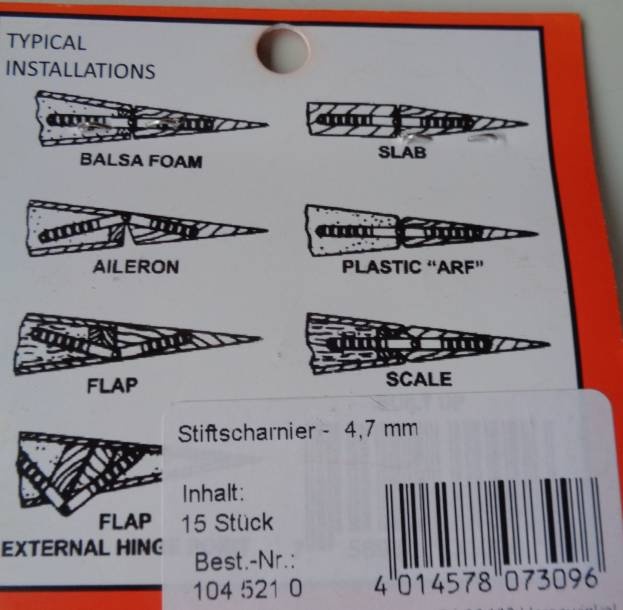 TYPICAL
INSTALLATIONS
BALSA FOAM
SLAB
AILERON
PLASTIC “ARF”
FLAP
SCALE
FLAP
EXTERNAL HING
Stiftscharnier - 4,7 mm
Inhalt:
15 Stück
Best.-Nr.:
104 521 0
4 014578 073096